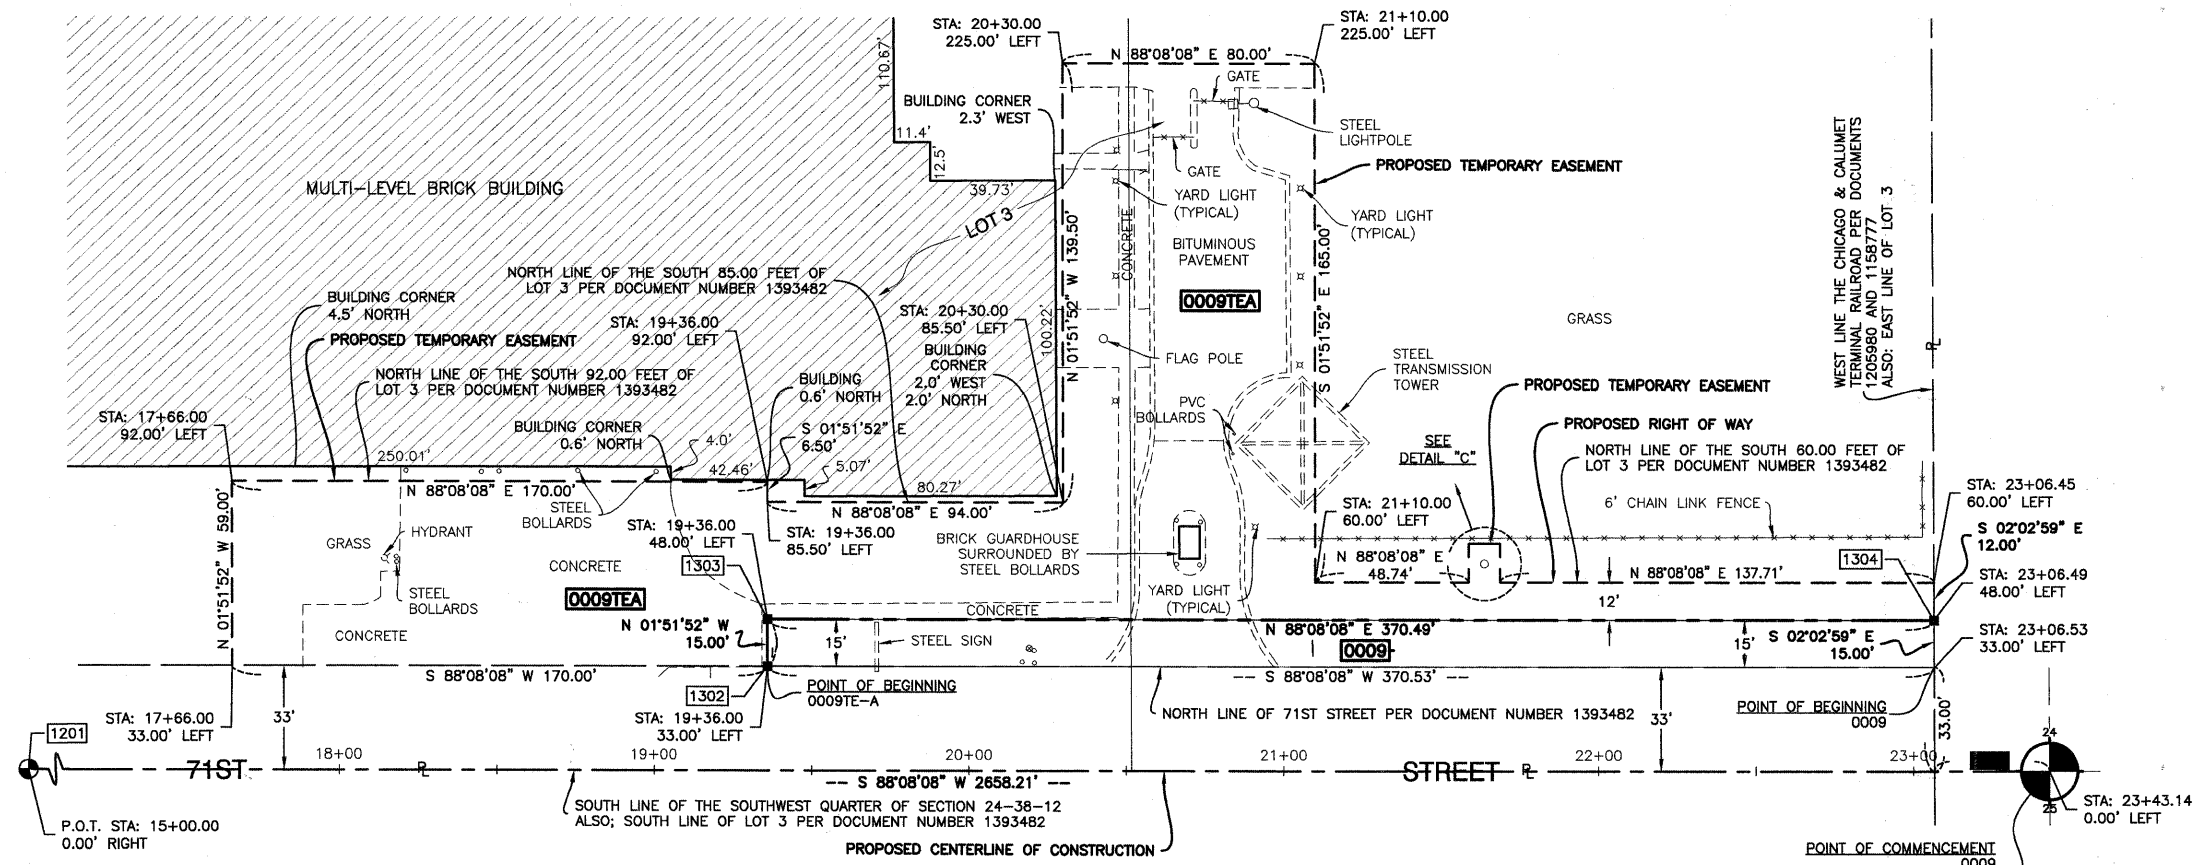 STA: 20+30.00
225.00' LEFT
STA: 21+10.00
225.00' LEFT
N 88°08'08" E 80.00'
GATE
110.67'
BUILDING CORNER
2.3' WEST
11.4'
12.5'
39.73'
STEEL
LIGHTPOLE
PROPOSED TEMPORARY EASEMENT
GATE
MULTI-LEVEL BRICK BUILDING
LOT 3
YARD LIGHT
(TYPICAL)
YARD LIGHT
(TYPICAL)
CONCRETE
BITUMINOUS
PAVEMENT
N 01°51'52" W 139.50'
S 01°51'52" E 165.00'
WEST LINE THE CHICAGO & CALUMET
TERMINAL RAILROAD PER DOCUMENTS
1205980 AND 1158777
ALSO: EAST LINE OF LOT 3
NORTH LINE OF THE SOUTH 85.00 FEET OF
LOT 3 PER DOCUMENT NUMBER 1393482
0009TEA
GRASS
BUILDING CORNER
4.5' NORTH
PROPOSED TEMPORARY EASEMENT
STA: 19+36.00
92.00' LEFT
STA: 20+30.00
85.50' LEFT
100.22'
BUILDING
CORNER
2.0' WEST
2.0' NORTH
FLAG POLE
STEEL
TRANSMISSION
TOWER
PL
NORTH LINE OF THE SOUTH 92.00 FEET OF
LOT 3 PER DOCUMENT NUMBER 1393482
BUILDING
0.6' NORTH
PROPOSED TEMPORARY EASEMENT
STA: 17+66.00
92.00' LEFT
BUILDING CORNER
0.6' NORTH
4.0'
S 01°51'52" E
6.50'
PVC
BOLLARDS
PROPOSED RIGHT OF WAY
SEE
DETAIL "C"
NORTH LINE OF THE SOUTH 60.00 FEET OF
LOT 3 PER DOCUMENT NUMBER 1393482
250.01'
42.46'
5.07'
80.27'
N 88°08'08" E 170.00'
N 88°08'08" E 94.00'
STEEL
BOLLARDS
STA: 19+36.00
48.00' LEFT
STA: 19+36.00
85.50' LEFT
STA: 21+10.00
60.00' LEFT
6' CHAIN LINK FENCE
STA: 23+06.45
60.00' LEFT
S 02°02'59" E
12.00'
N 01°51'52" W 59.00'
GRASS
HYDRANT
BRICK GUARDHOUSE
SURROUNDED BY
STEEL BOLLARDS
CONCRETE
1303
N 88°08'08" E
48.74'
N 88°08'08" E 137.71'
1304
STA: 23+06.49
48.00' LEFT
STEEL
BOLLARDS
0009TEA
YARD LIGHT
(TYPICAL)
CONCRETE
12'
CONCRETE
N 01°51'52" W
15.00'
15'
STEEL SIGN
N 88°08'08" E 370.49'
0009
15'
S 02°02'59" E
15.00'
STA: 23+06.53
33.00' LEFT
S 88°08'08" W 170.00'
S 88°08'08" W 370.53'
1302
POINT OF BEGINNING
0009TE-A
STA: 17+66.00
33.00' LEFT
33'
STA: 19+36.00
33.00' LEFT
NORTH LINE OF 71ST STREET PER DOCUMENT NUMBER 1393482
33'
POINT OF BEGINNING
0009
33.00'
1201
18+00
19+00
20+00
21+00
22+00
23+00
24
25
71ST
PL
STREET
PL
S 88°08'08" W 2658.21'
SOUTH LINE OF THE SOUTHWEST QUARTER OF SECTION 24-38-12
ALSO; SOUTH LINE OF LOT 3 PER DOCUMENT NUMBER 1393482
P.O.T. STA: 15+00.00
0.00' RIGHT
STA: 23+43.14
0.00' LEFT
PROPOSED CENTERLINE OF CONSTRUCTION
POINT OF COMMENCEMENT
0009